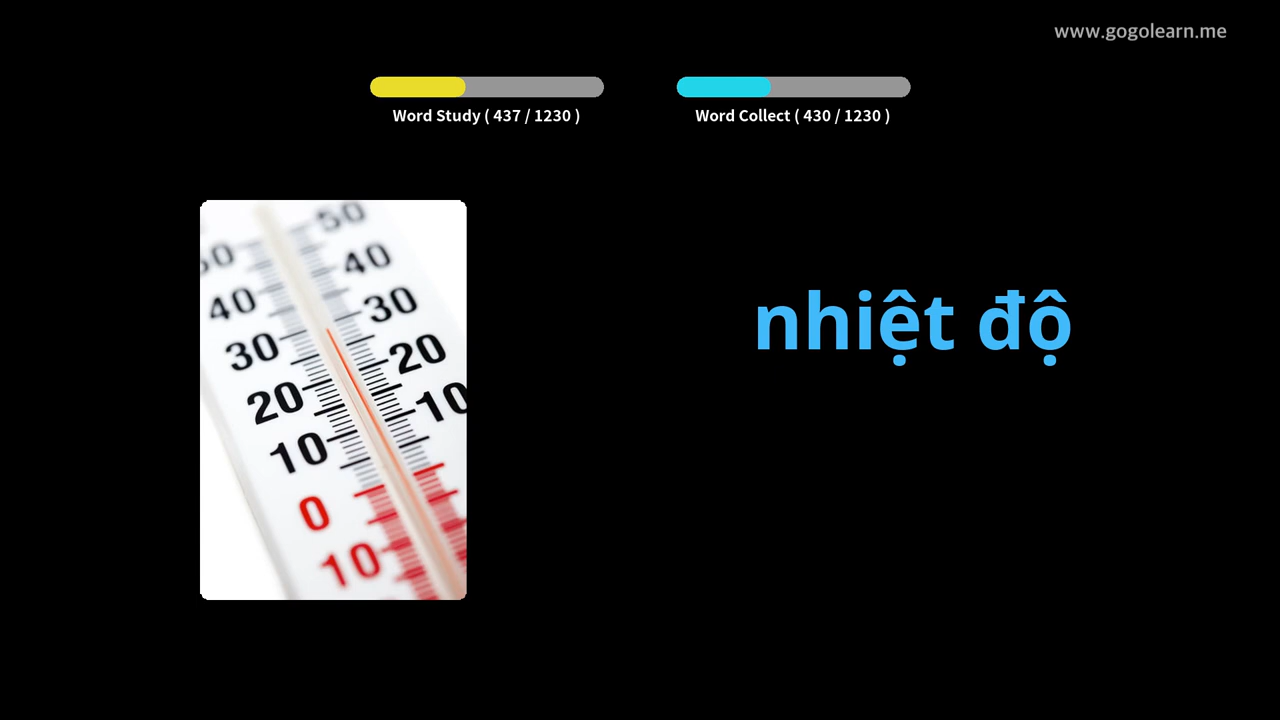 www.gogolearn.me
Word Study ( 437 / 1230 )
Word Collect ( 430 / 1230 )
50
40
30
20
10
40
30
20
10
0
10
nhiệt độ